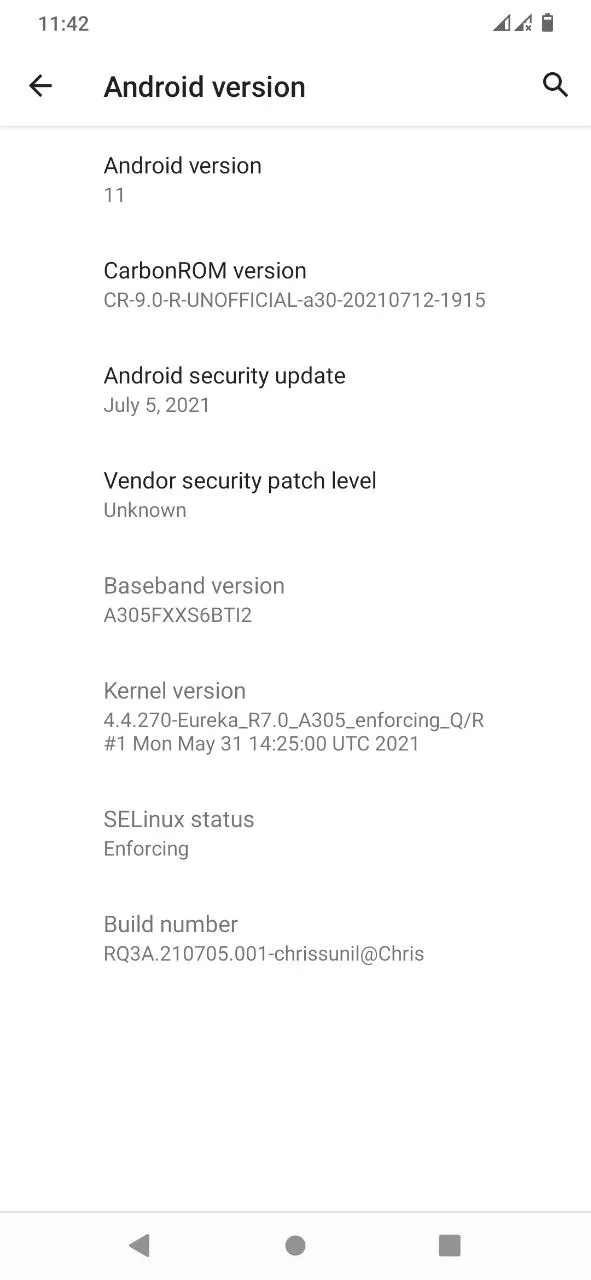 11:42
Android version
Android version
11
CarbonROM version
CR-9.0-R-UNOFFICIAL-a30-20210712-1915
Android security update
July 5, 2021
Vendor security patch level
Unknown
Baseband version
A305FXXS6BTI2
Kernel version
4.4.270-Eureka_R7.0_A305_enforcing_Q/R
#1 Mon May 31 14:25:00 UTC 2021
SELinux status
Enforcing
Build number
RQ3A.210705.001-chrissunil@Chris